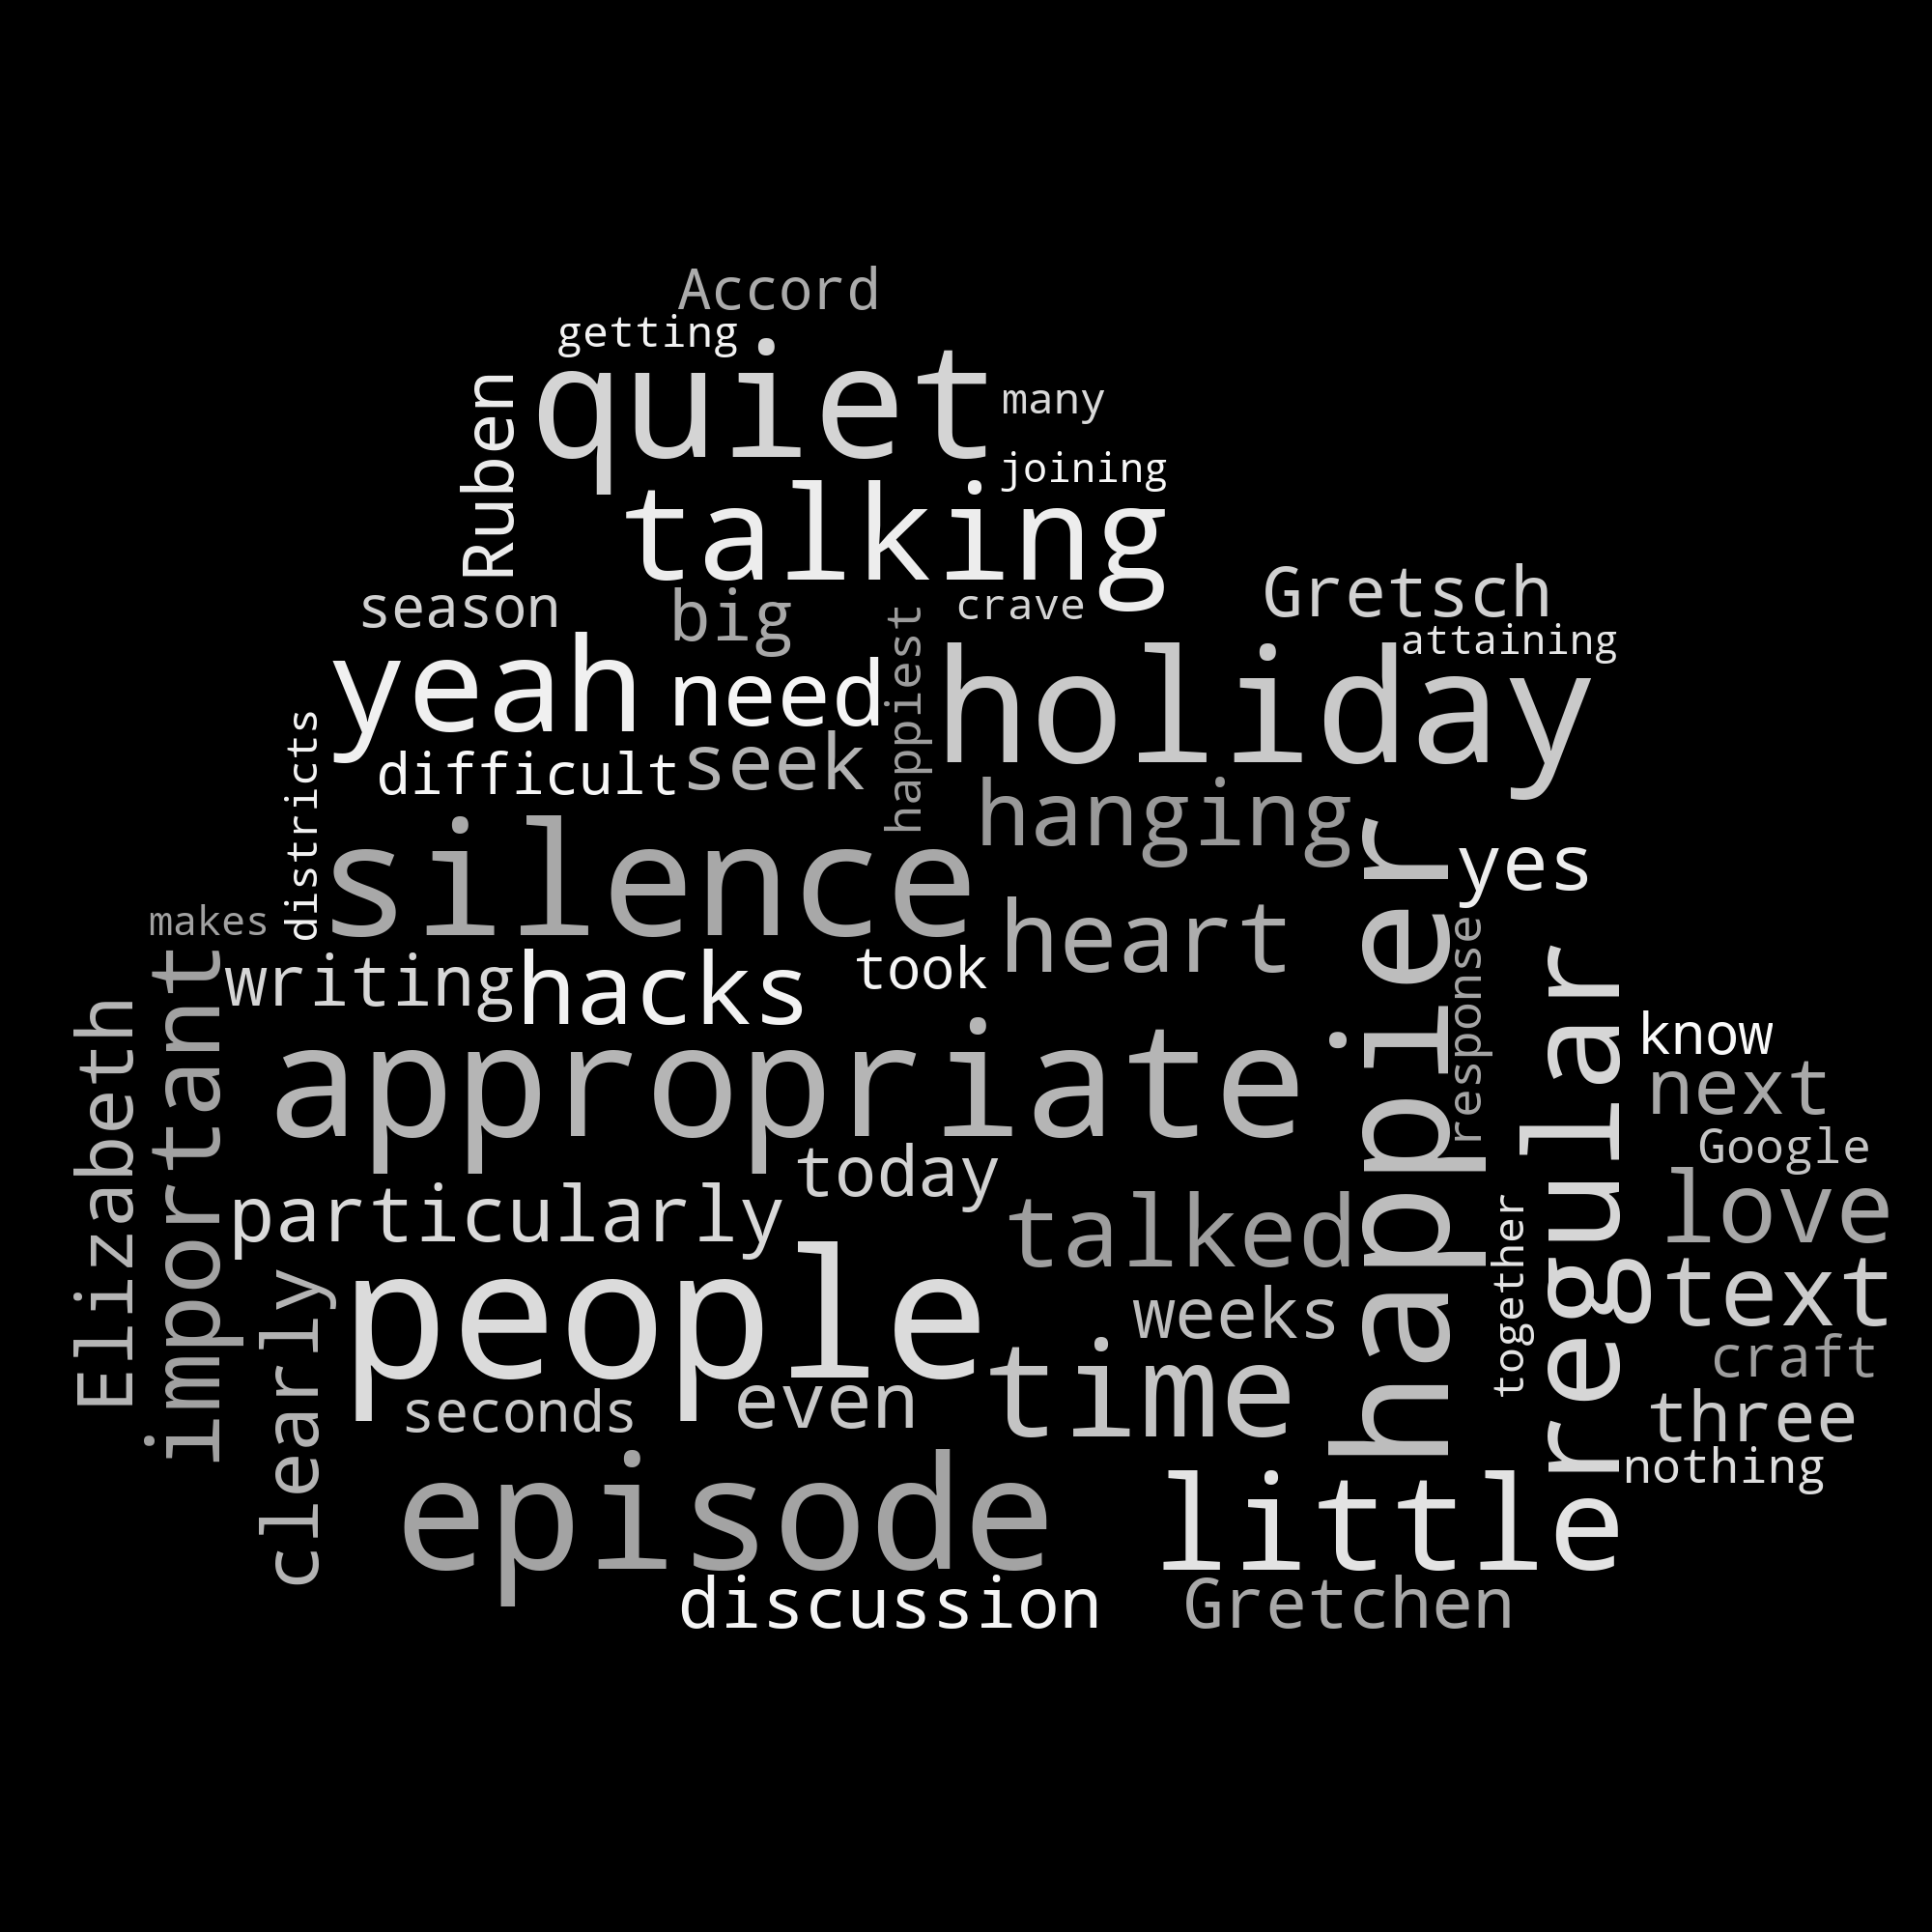 Accord
getting
quiet
many
Ruben
joining
talking
Gretsch
season
big
crave
attaining
happiest
yeah
need
holiday
districts
difficult
seek
hanging
silence
happier
yes
makes
heart
response
important
writing
hacks
took
regular
Elizabeth
know
appropriate
next
Google
today
love
particularly
talked
together
people
text
clearly
weeks
time
craft
seconds
even
three
nothing
episode
little
discussion
Gretchen